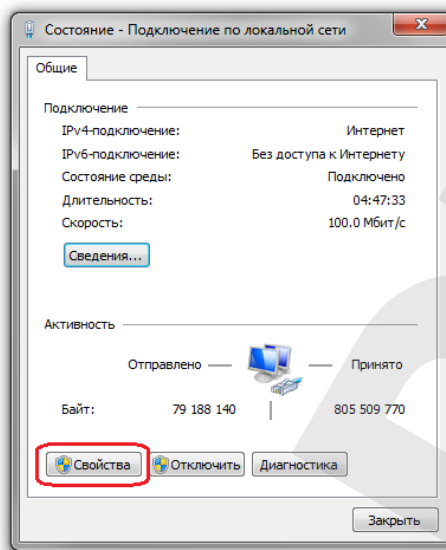 Состояние - Подключение по локальной сети
Общие
Подключение
IPv4-подключение: Интернет
IPv6-подключение: Без доступа к Интернету
Состояние среды: Подключено
Длительность: 04:47:33
Скорость: 100.0 Мбит/с
Сведения...
Активность
Отправлено — — Принято
Байт: 79 188 140 | 805 509 770
Свойства Отключить Диагностика
Закрыть